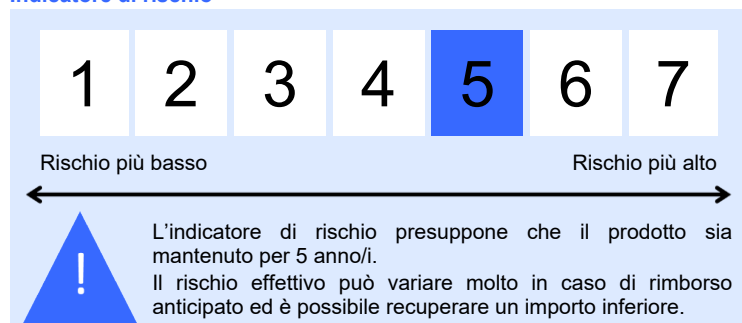 Indicatore di rischio
1 2 3 4 5 6 7
Rischio più basso Rischio più alto
L'indicatore di rischio presuppone che il prodotto sia
mantenuto per 5 anno/i.
!
Il rischio effettivo può variare molto in caso di rimborso
anticipato ed è possibile recuperare un importo inferiore.